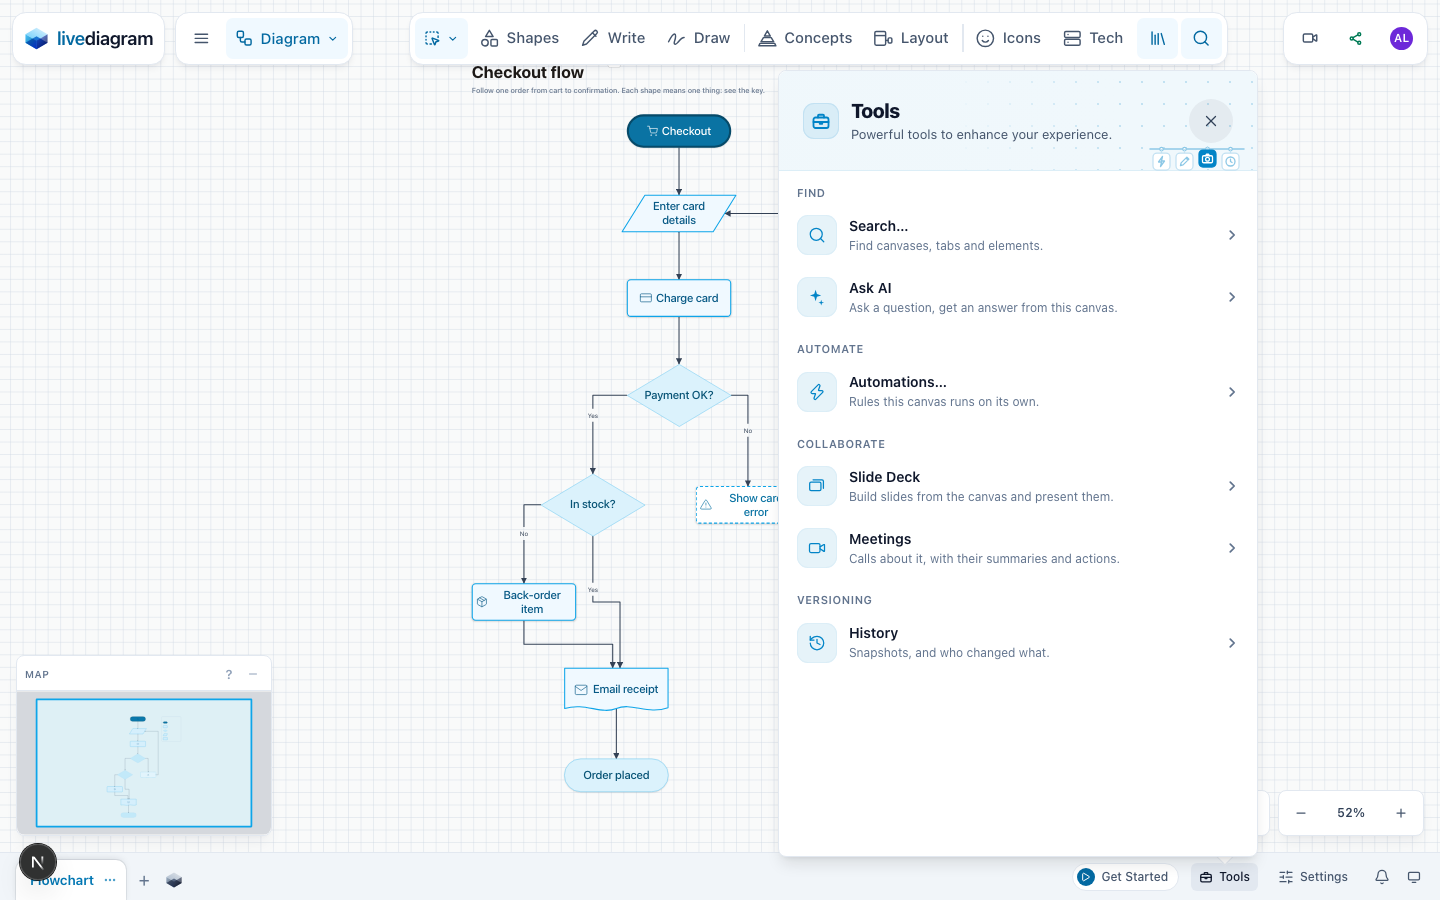 livediagram
Diagram
Shapes
Write
Draw
Concepts
Layout
Icons
Tech
AL
Checkout flow
Follow one order from cart to confirmation. Each shape means one thing: see the key.
Checkout
Enter card
details
Charge card
Payment OK?
Yes
No
In stock?
Show card
error
No
Yes
Back-order
item
Email receipt
Order placed
Tools
Powerful tools to enhance your experience.
FIND
Search...
Find canvases, tabs and elements.
Ask AI
Ask a question, get an answer from this canvas.
AUTOMATE
Automations...
Rules this canvas runs on its own.
COLLABORATE
Slide Deck
Build slides from the canvas and present them.
Meetings
Calls about it, with their summaries and actions.
VERSIONING
History
Snapshots, and who changed what.
MAP
?
52%
N
Flowchart
Get Started
Tools
Settings